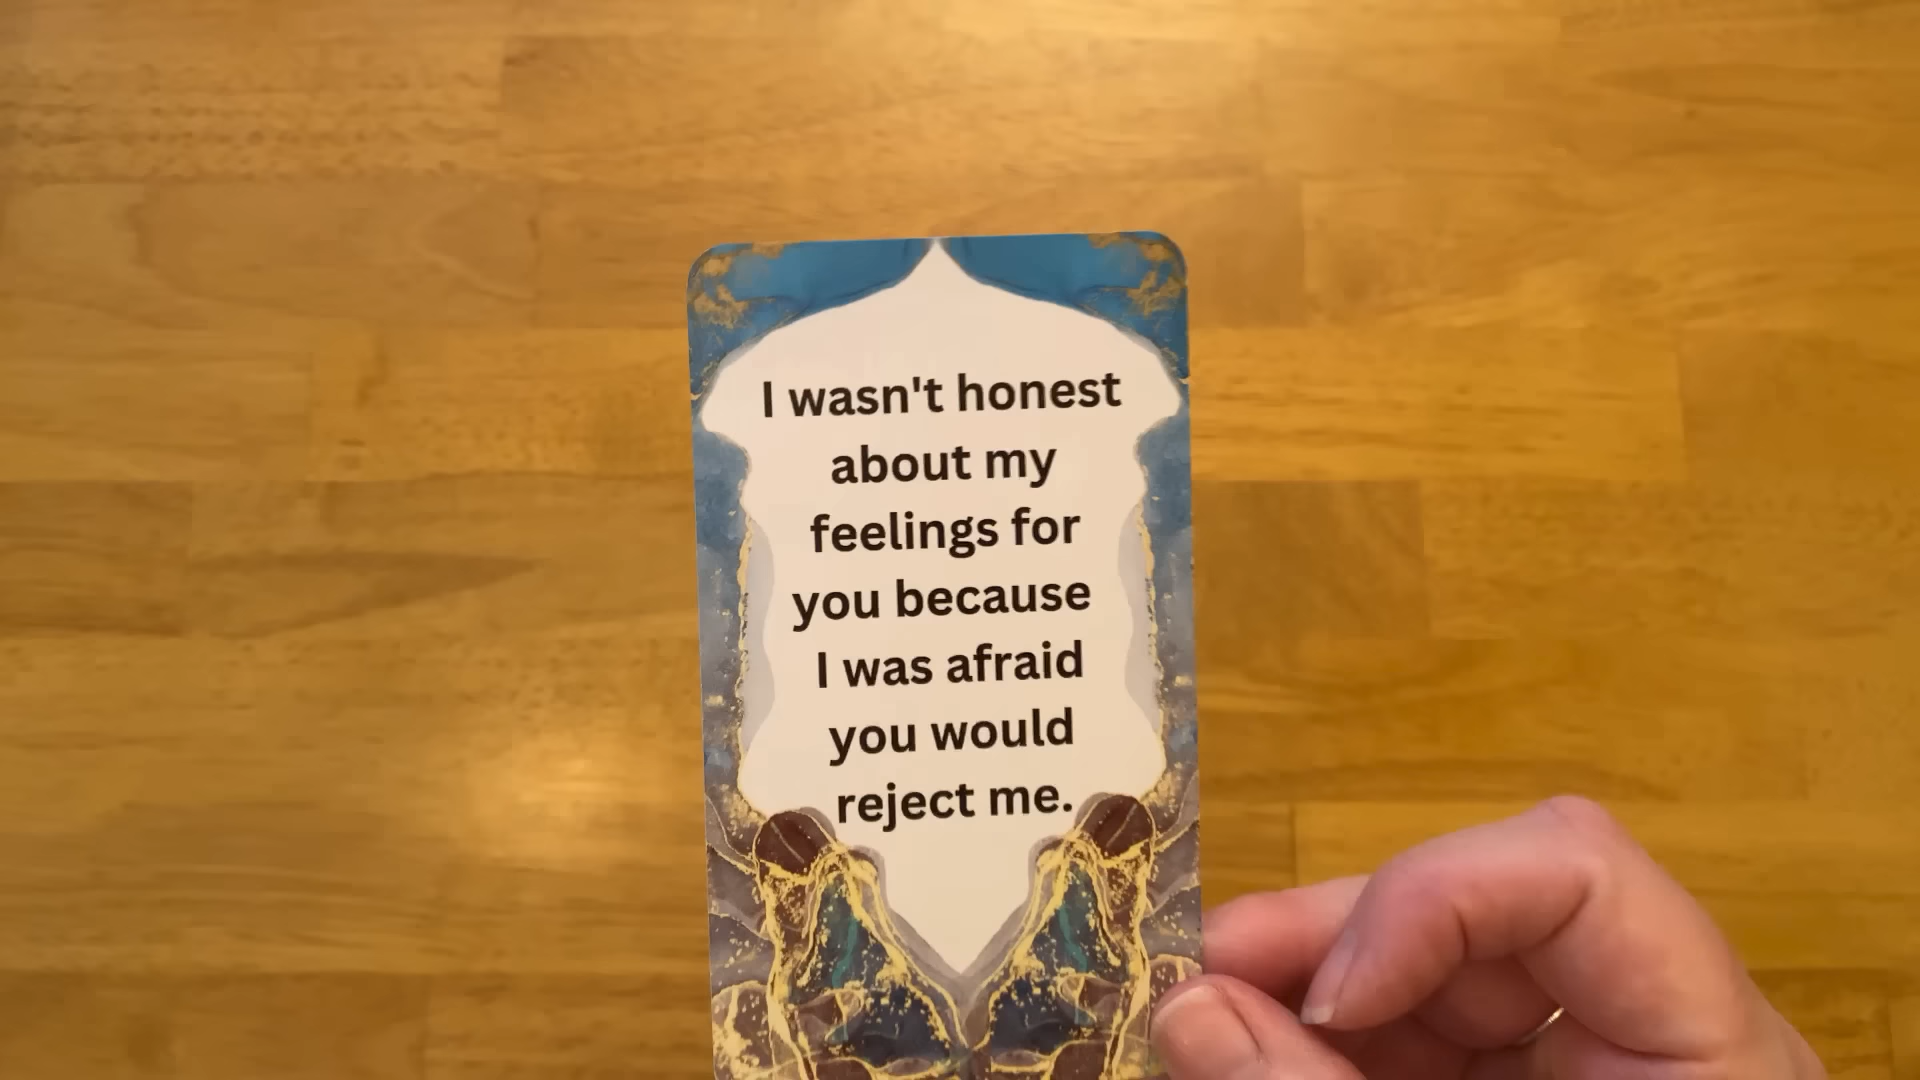 I wasn't honest
about my
feelings for
you because
I was afraid
you would
reject me.